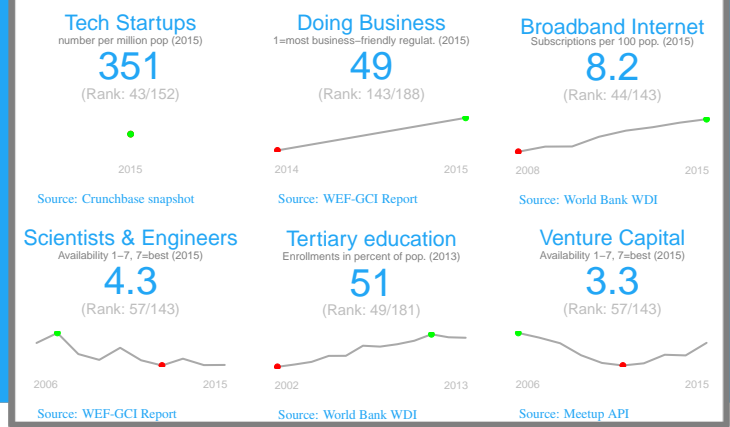 Tech Startups
number per million pop (2015)
351
(Rank: 43/152)
2015
Source: Crunchbase snapshot
Doing Business
1=most business−friendly regulat. (2015)
49
(Rank: 143/188)
2014 2015
Source: WEF-GCI Report
Broadband Internet
Subscriptions per 100 pop. (2015)
8.2
(Rank: 44/143)
2008 2015
Source: World Bank WDI
Scientists & Engineers
Availability 1−7, 7=best (2015)
4.3
(Rank: 57/143)
2006 2015
Source: WEF-GCI Report
Tertiary education
Enrollments in percent of pop. (2013)
51
(Rank: 49/181)
2002 2013
Source: World Bank WDI
Venture Capital
Availability 1−7, 7=best (2015)
3.3
(Rank: 57/143)
2006 2015
Source: Meetup API